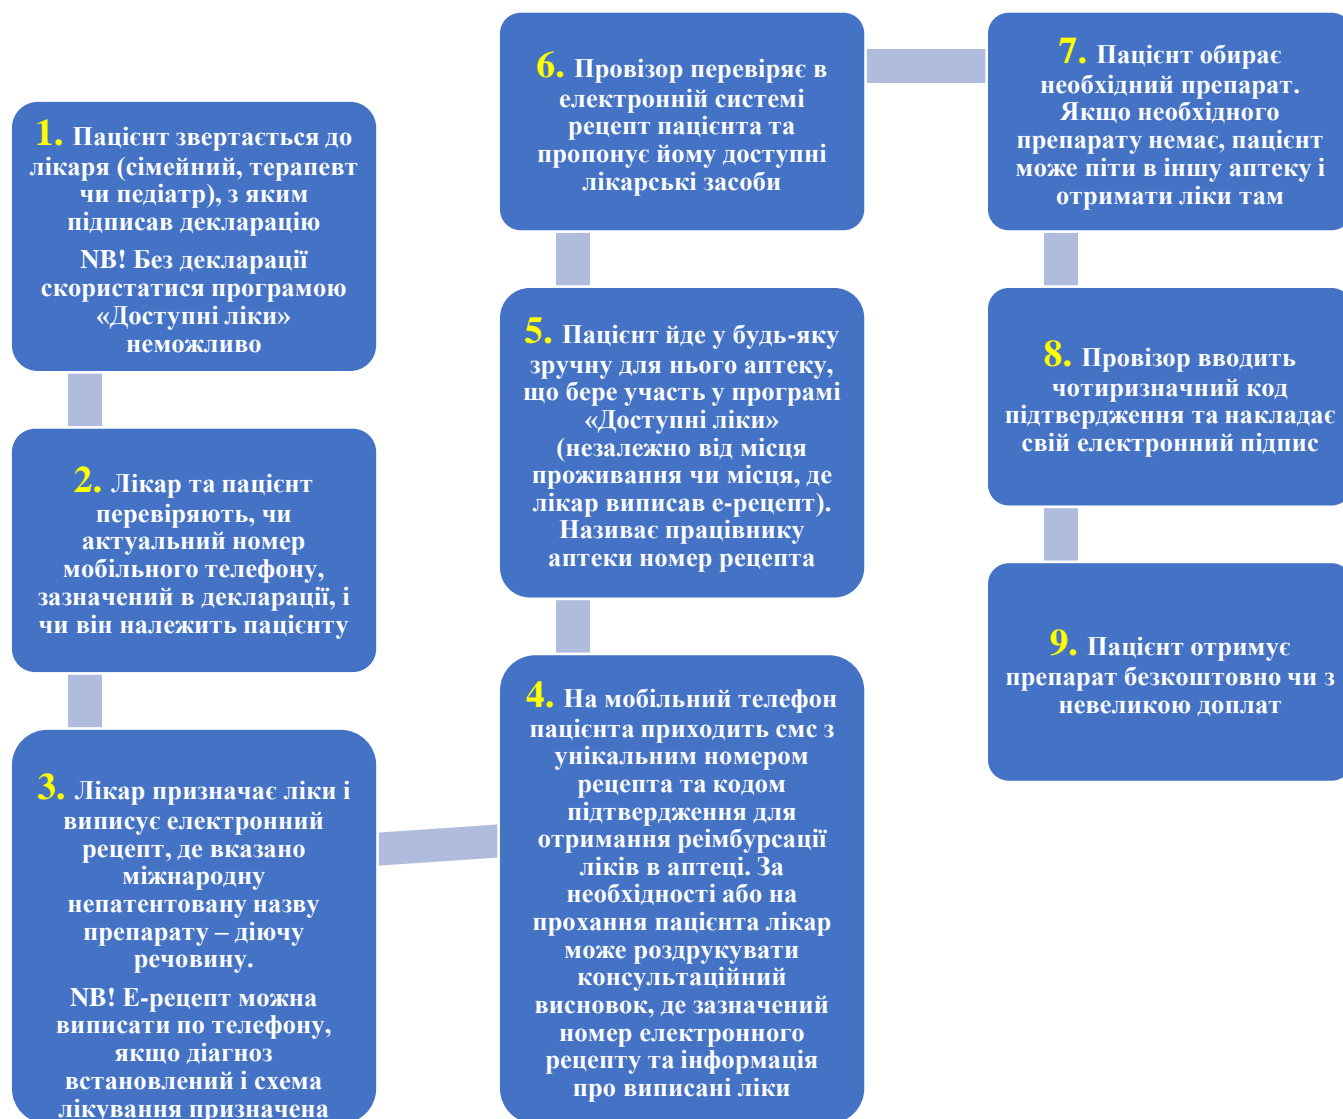 1. Пацієнт звертається до
лікаря (сімейний, терапевт
чи педіатр), з яким
підписав декларацію
NB! Без декларації
скористатися програмою
«Доступні ліки»
неможливо
2. Лікар та пацієнт
перевіряють, чи
актуальний номер
мобільного телефону,
зазначений в декларації, і
чи він належить пацієнту
3. Лікар призначає ліки і
виписує електронний
рецепт, де вказано
міжнародну
непатентовану назву
препарату – діючу
речовину.
NB! Е-рецепт можна
виписати по телефону,
якщо діагноз
встановлений і схема
лікування призначена
4. На мобільний телефон
пацієнта приходить смс з
унікальним номером
рецепта та кодом
підтвердження для
отримання реімбурсації
ліків в аптеці. За
необхідності або на
прохання пацієнта лікар
може роздрукувати
консультаційний
висновок, де зазначений
номер електронного
рецепту та інформація
про виписані ліки
5. Пацієнт йде у будь-яку
зручну для нього аптеку,
що бере участь у програмі
«Доступні ліки»
(незалежно від місця
проживання чи місця, де
лікар виписав е-рецепт).
Називає працівнику
аптеки номер рецепта
6. Провізор перевіряє в
електронній системі
рецепт пацієнта та
пропонує йому доступні
лікарські засоби
7. Пацієнт обирає
необхідний препарат.
Якщо необхідного
препарату немає, пацієнт
може піти в іншу аптеку і
отримати ліки там
8. Провізор вводить
чотиризначний код
підтвердження та накладає
свій електронний підпис
9. Пацієнт отримує
препарат безкоштовно чи з
невеликою доплат